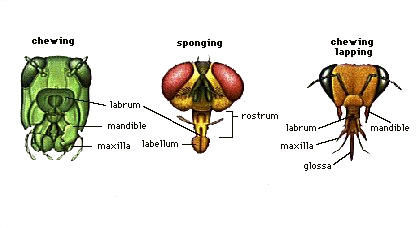 chewing
sponging
chewing
lapping
labrum
mandible
maxilla
labellum
rostrum
labrum
mandible
maxilla
glossa